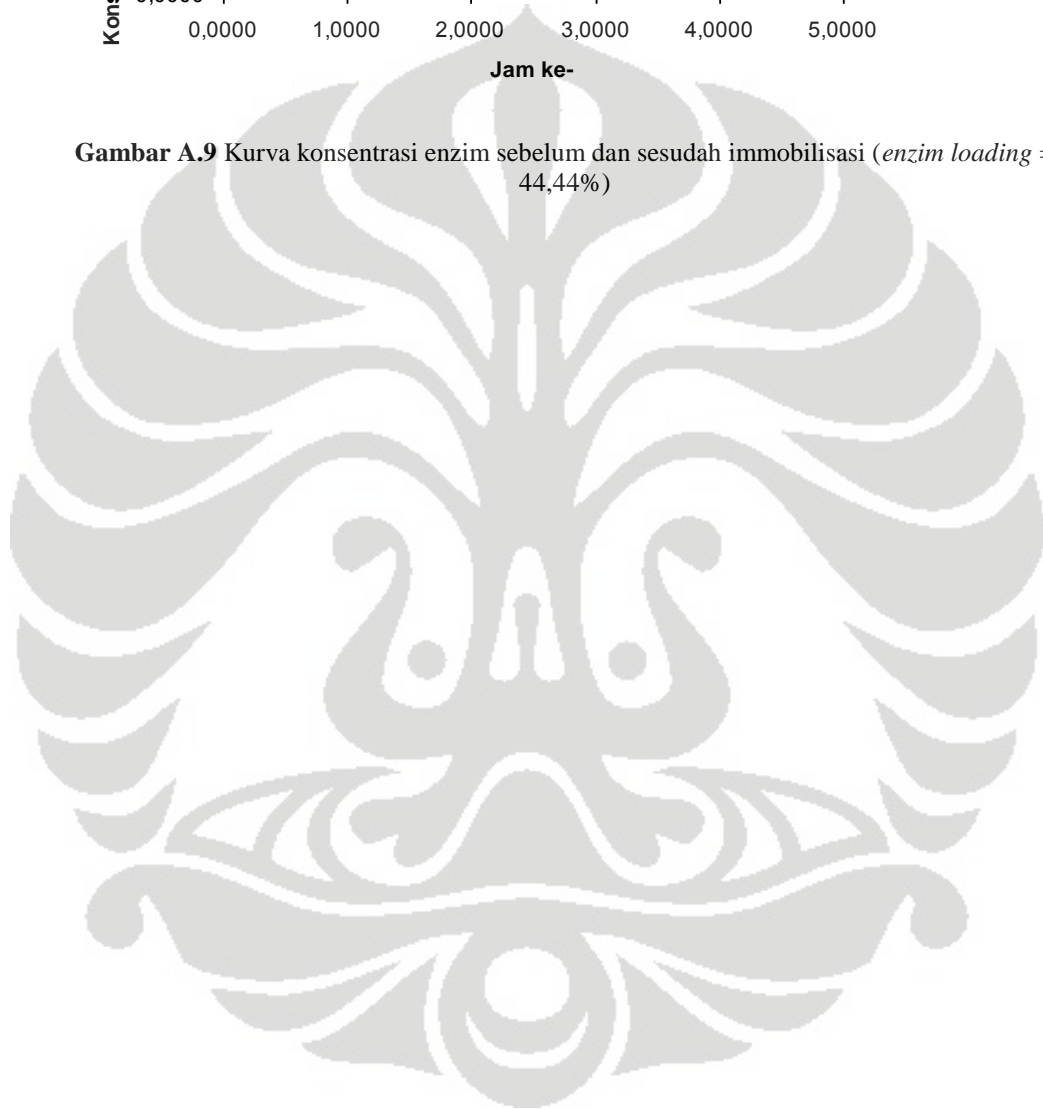 0,0000 1,0000 2,0000 3,0000 4,0000 5,0000
Jam ke-
Gambar A.9 Kurva konsentrasi enzim sebelum dan sesudah immobilisasi (enzim loading =
44,44%)